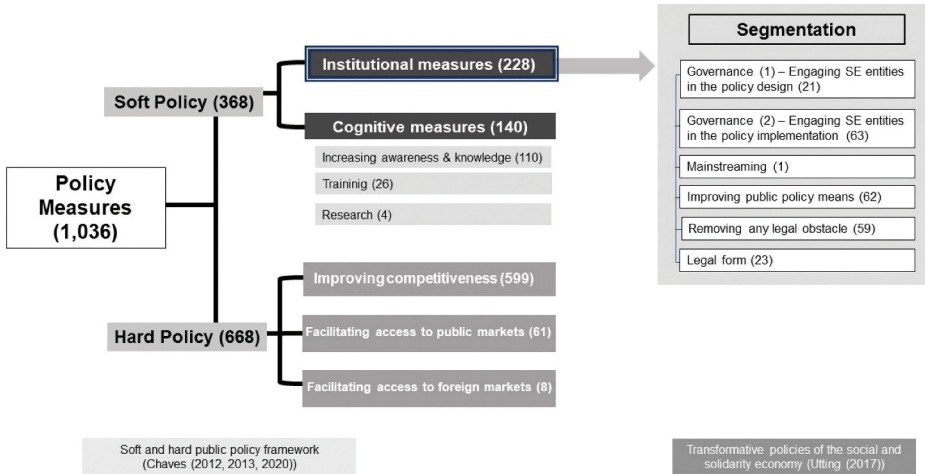 Policy
Measures
(1,036)
Soft Policy (368)
Institutional measures (228)
Cognitive measures (140)
Increasing awareness & knowledge (110)
Traininig (26)
Research (4)
Hard Policy (668)
Improving competitiveness (599)
Facilitating access to public markets (61)
Facilitating access to foreign markets (8)
Segmentation
Governance (1) – Engaging SE entities
in the policy design (21)
Governance (2) – Engaging SE entities
in the policy implementation (63)
Mainstreaming (1)
Improving public policy means (62)
Removing any legal obstacle (59)
Legal form (23)
Soft and hard public policy framework
(Chaves (2012, 2013, 2020))
Transformative policies of the social and
solidarity economy (Utting (2017))